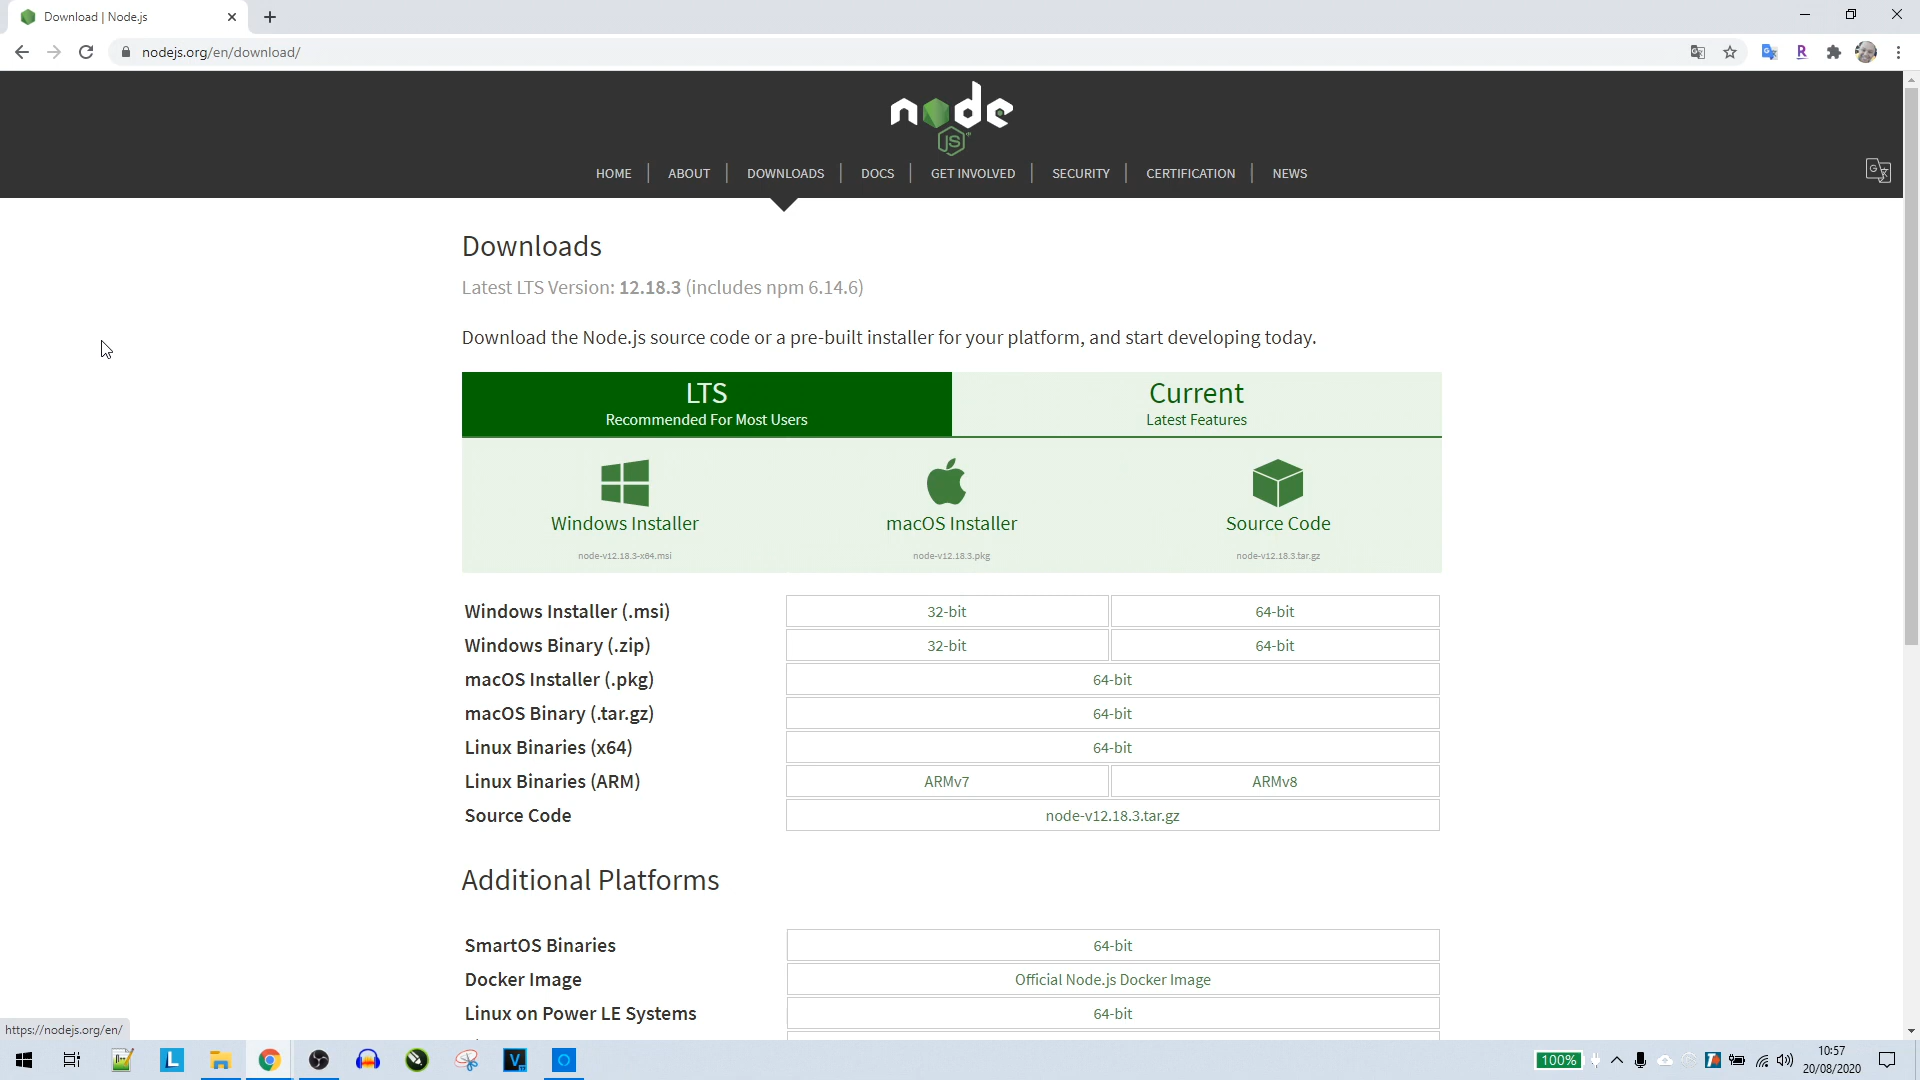 Download | Node.js
nodejs.org/en/download/
node
JS
HOME | ABOUT | DOWNLOADS | DOCS | GET INVOLVED | SECURITY | CERTIFICATION | NEWS
Downloads
Latest LTS Version: 12.18.3 (includes npm 6.14.6)
Download the Node.js source code or a pre-built installer for your platform, and start developing today.
LTS
Recommended For Most Users
Current
Latest Features
Windows Installer
node-v12.18.3-x64.msi
macOS Installer
node-v12.18.3.pkg
Source Code
node-v12.18.3.tar.gz
Windows Installer (.msi) 32-bit 64-bit
Windows Binary (.zip) 32-bit 64-bit
macOS Installer (.pkg) 64-bit
macOS Binary (.tar.gz) 64-bit
Linux Binaries (x64) 64-bit
Linux Binaries (ARM) ARMv7 ARMv8
Source Code node-v12.18.3.tar.gz
Additional Platforms
SmartOS Binaries 64-bit
Docker Image Official Node.js Docker Image
Linux on Power LE Systems 64-bit
https://nodejs.org/en/
100%
10:57
20/08/2020